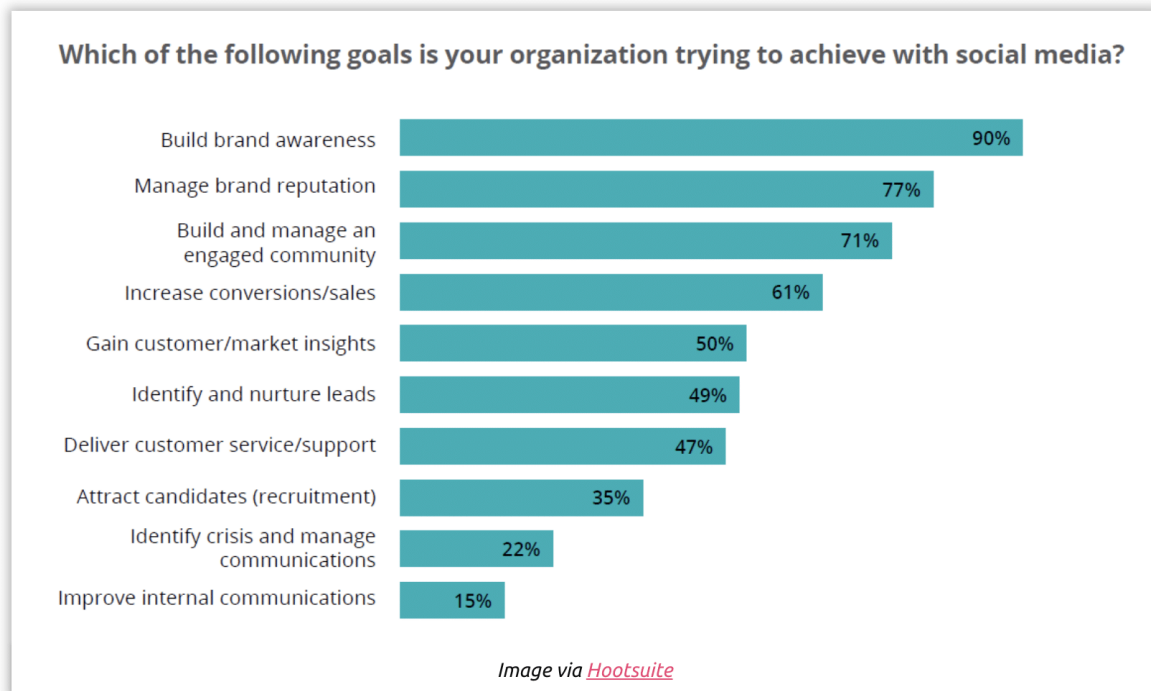 Which of the following goals is your organization trying to achieve with social media?
Build brand awareness
90%
Manage brand reputation
77%
Build and manage an
engaged community
71%
Increase conversions/sales
61%
Gain customer/market insights
50%
Identify and nurture leads
49%
Deliver customer service/support
47%
Attract candidates (recruitment)
35%
Identify crisis and manage
communications
22%
Improve internal communications
15%
Image via Hootsuite